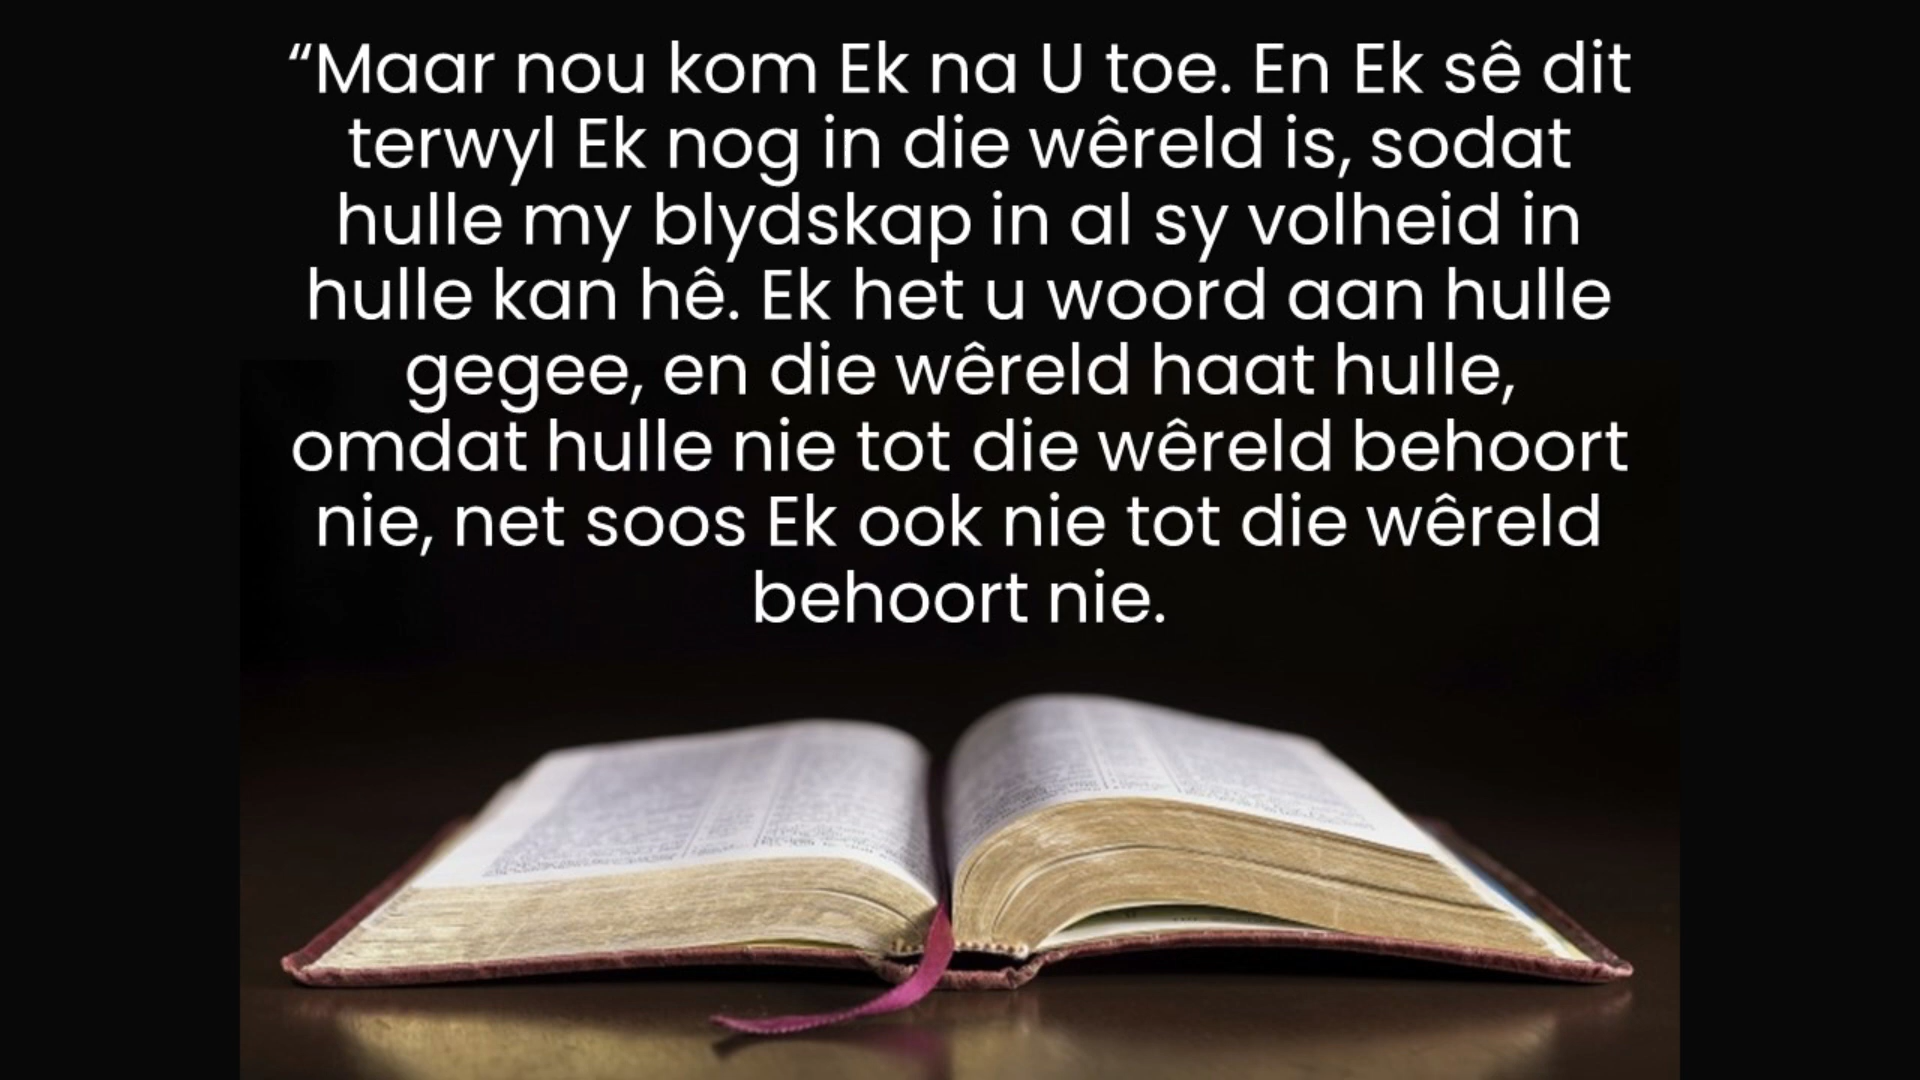 “Maar nou kom Ek na U toe. En Ek sê dit
terwyl Ek nog in die wêreld is, sodat
hulle my blydskap in al sy volheid in
hulle kan hê. Ek het u woord aan hulle
gegee, en die wêreld haat hulle,
omdat hulle nie tot die wêreld behoort
nie, net soos Ek ook nie tot die wêreld
behoort nie.